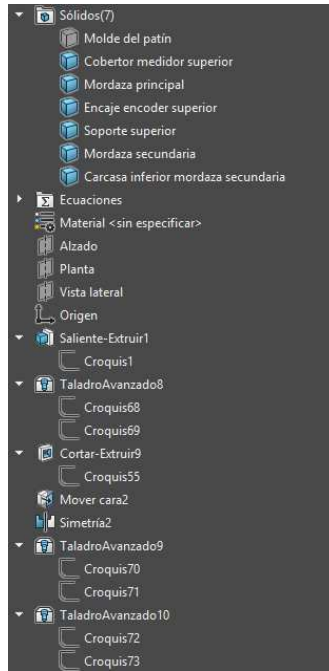 Sólidos(7)
Molde del patín
Cobertor medidor superior
Mordaza principal
Encaje encoder superior
Soporte superior
Mordaza secundaria
Carcasa inferior mordaza secundaria
Ecuaciones
Material <sin especificar>
Alzado
Planta
Vista lateral
Origen
Saliente-Extruir1
Croquis1
TaladroAvanzado8
Croquis68
Croquis69
Cortar-Extruir9
Croquis55
Mover cara2
Simetría2
TaladroAvanzado9
Croquis70
Croquis71
TaladroAvanzado10
Croquis72
Croquis73